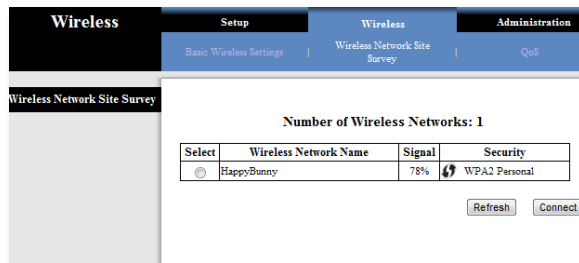 Wireless
Setup
Wireless
Administration
Basic Wireless Settings | Wireless Network Site Survey | QoS
Wireless Network Site Survey
Number of Wireless Networks: 1
Select Wireless Network Name Signal Security
HappyBunny 78% WPA2 Personal
Refresh Connect